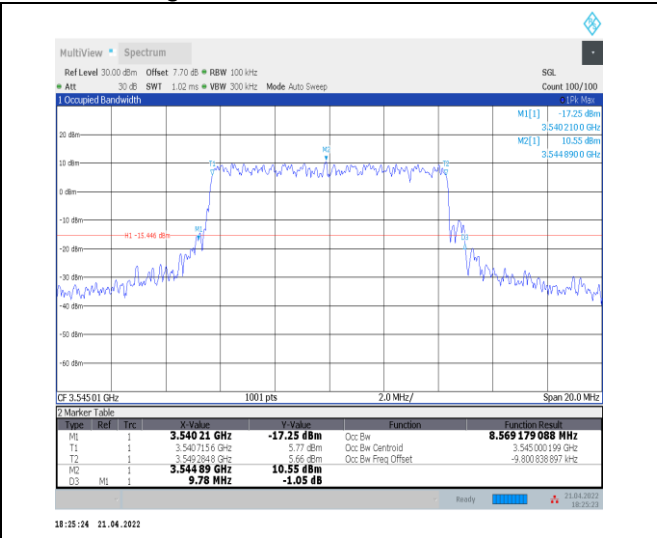 MultiView Spectrum
Ref Level 30.00 dBm Offset 7.70 dB RBW 100 kHz SGL
Att 30 dB SWT 1.02 ms VBW 300 kHz Mode Auto Sweep Count 100/100
1 Occupied Bandwidth 1Pk Max
M1[1] -17.25 dBm
3.5402100 GHz
M2[1] 10.55 dBm
3.5448900 GHz
20 dBm
M2
10 dBm
T1 T2
0 dBm
-10 dBm
M1
H1 -15.446 dBm
D3
-20 dBm
-30 dBm
-40 dBm
-50 dBm
-60 dBm
CF 3.54501 GHz 1001 pts 2.0 MHz/ Span 20.0 MHz
2 Marker Table
Type Ref Trc X-Value Y-Value Function Function Result
M1 1 3.54021 GHz -17.25 dBm Occ Bw 8.569179088 MHz
T1 1 3.5407156 GHz 5.77 dBm Occ Bw Centroid 3.545000199 GHz
T2 1 3.5492848 GHz 5.66 dBm Occ Bw Freq Offset -9.800838897 kHz
M2 1 3.54489 GHz 10.55 dBm
D3 M1 1 9.78 MHz -1.05 dB
Ready 21.04.2022
18:25:23
18:25:24 21.04.2022